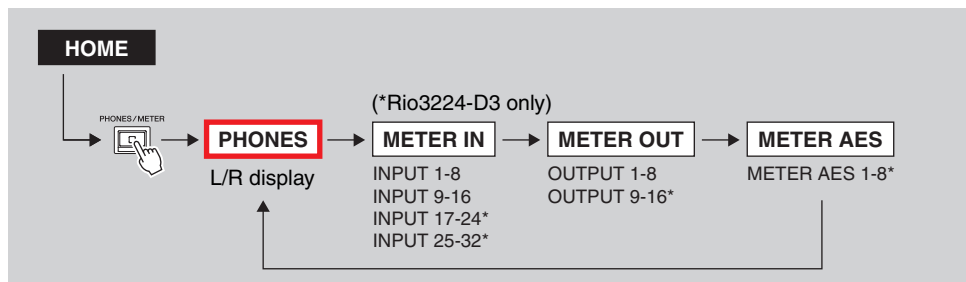 HOME
(*Rio3224-D3 only)
PHONES/METER
PHONES
METER IN
METER OUT
METER AES
L/R display
INPUT 1-8
INPUT 9-16
INPUT 17-24*
INPUT 25-32*
OUTPUT 1-8
OUTPUT 9-16*
METER AES 1-8*